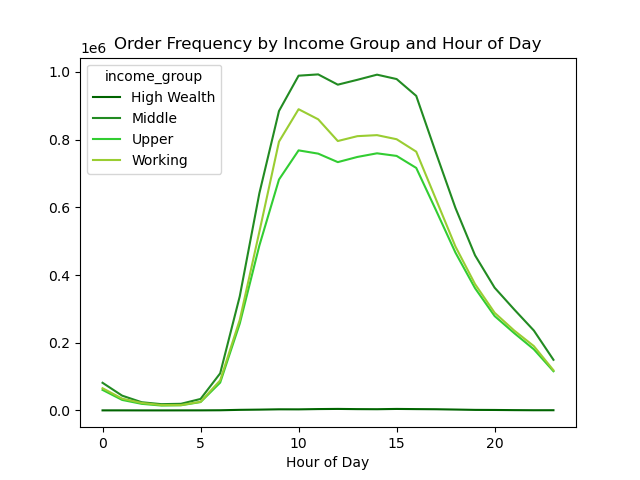 Order Frequency by Income Group and Hour of Day
1e6
income_group
High Wealth
Middle
Upper
Working
1.0
0.8
0.6
0.4
0.2
0.0
0 5 10 15 20
Hour of Day